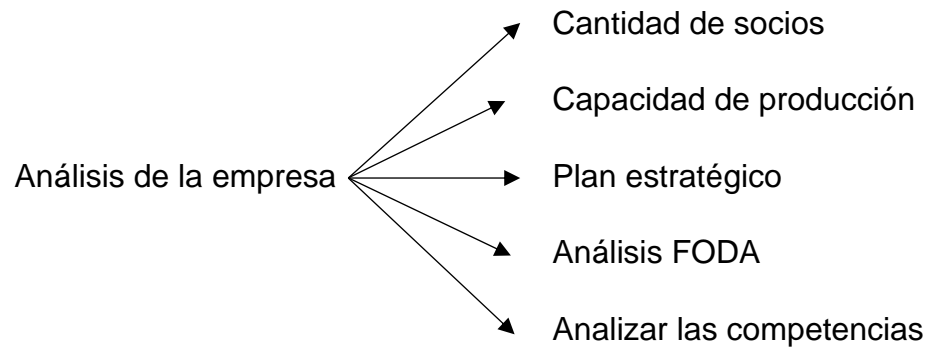 Cantidad de socios
Capacidad de producción
Análisis de la empresa
Plan estratégico
Análisis FODA
Analizar las competencias